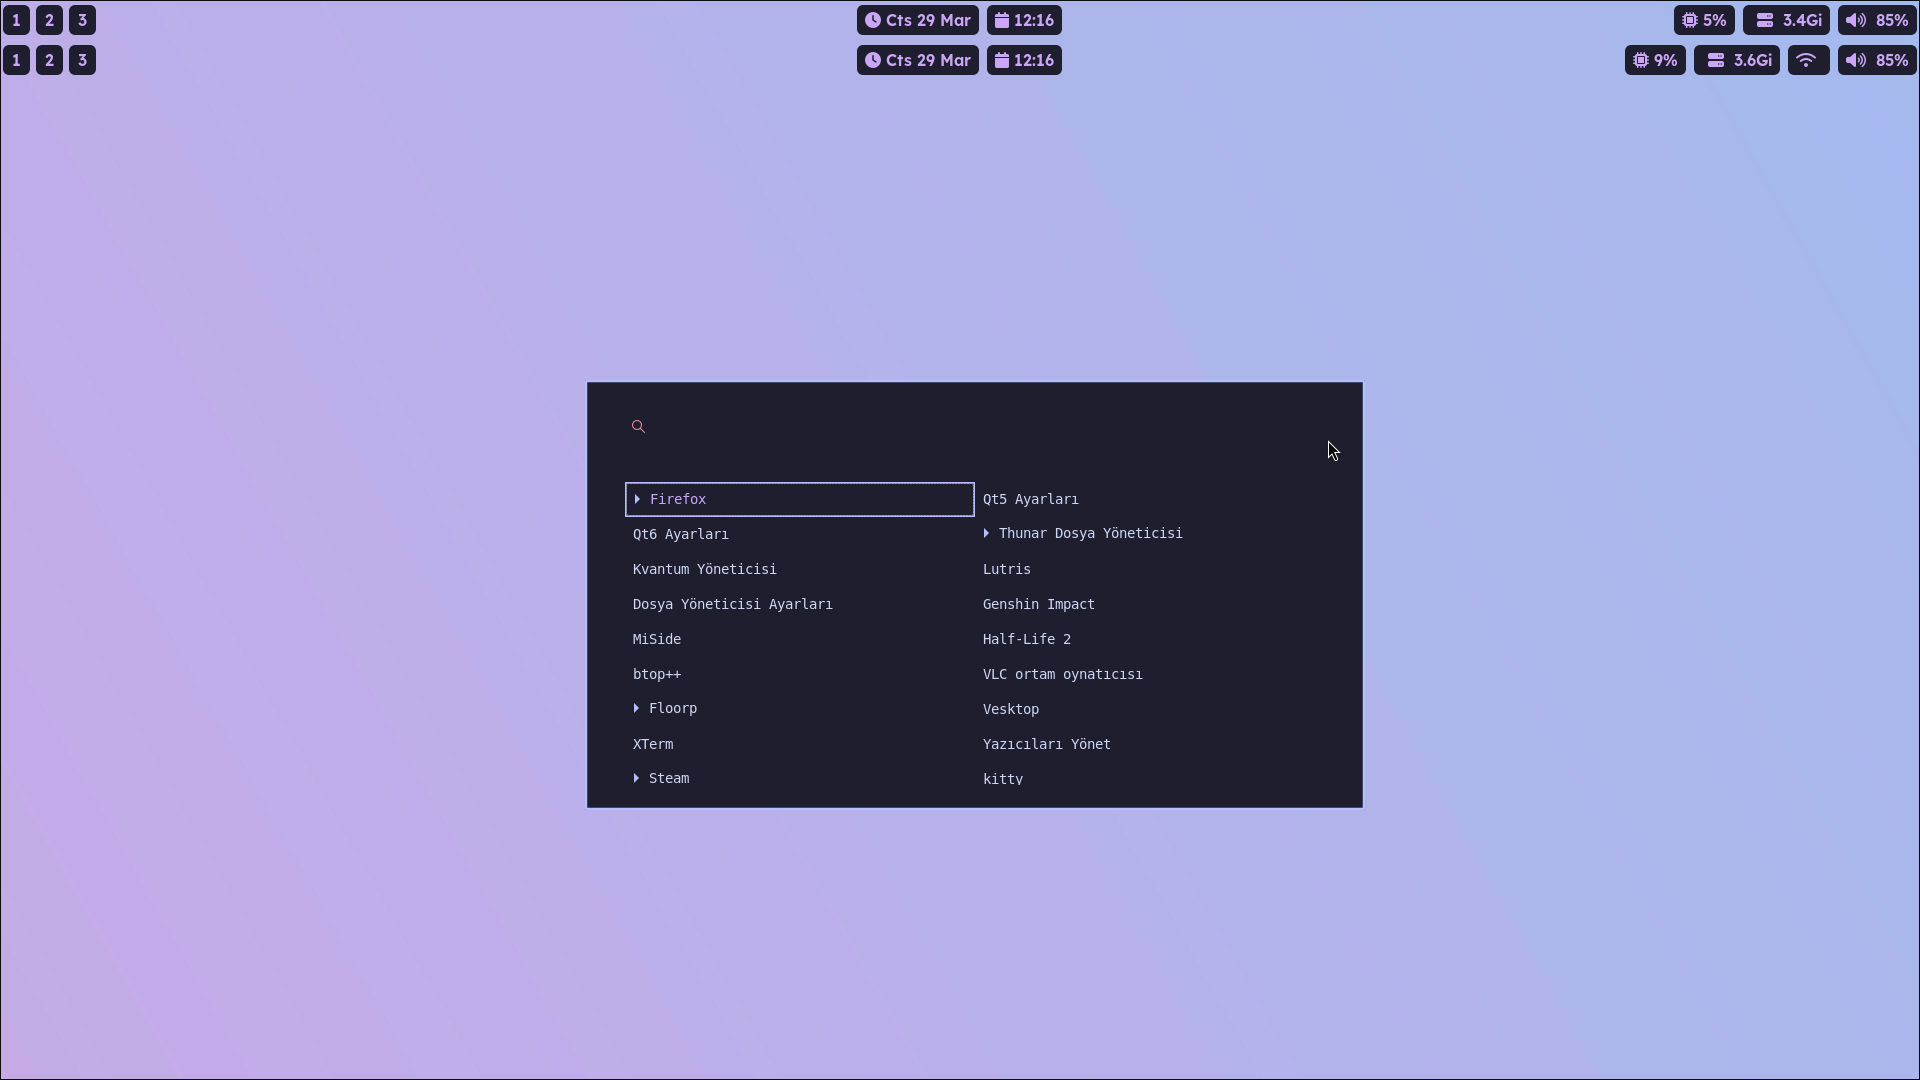 1 2 3 Cts 29 Mar 12:16 5% 3.4Gi 85%
1 2 3 Cts 29 Mar 12:16 9% 3.6Gi 85%
Firefox Qt5 Ayarları
Qt6 Ayarları Thunar Dosya Yöneticisi
Kvantum Yöneticisi Lutris
Dosya Yöneticisi Ayarları Genshin Impact
MiSide Half-Life 2
btop++ VLC ortam oynatıcısı
Floorp Vesktop
XTerm Yazıcıları Yönet
Steam kitty